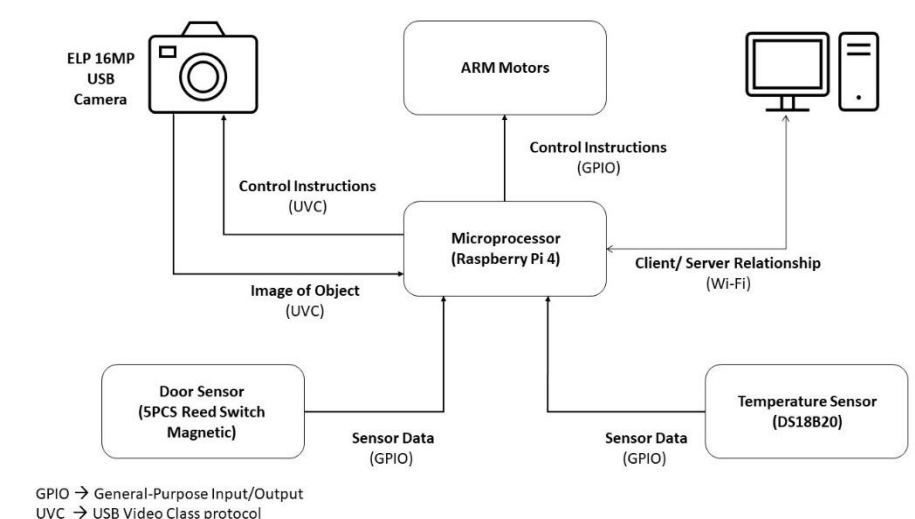 ELP 16MP
USB
Camera
ARM Motors
Control Instructions
(GPIO)
Control Instructions
(UVC)
Microprocessor
(Raspberry Pi 4)
Client/ Server Relationship
(Wi-Fi)
Image of Object
(UVC)
Door Sensor
(5PCS Reed Switch
Magnetic)
Temperature Sensor
(DS18B20)
Sensor Data
(GPIO)
Sensor Data
(GPIO)
GPIO → General-Purpose Input/Output
UVC → USB Video Class protocol